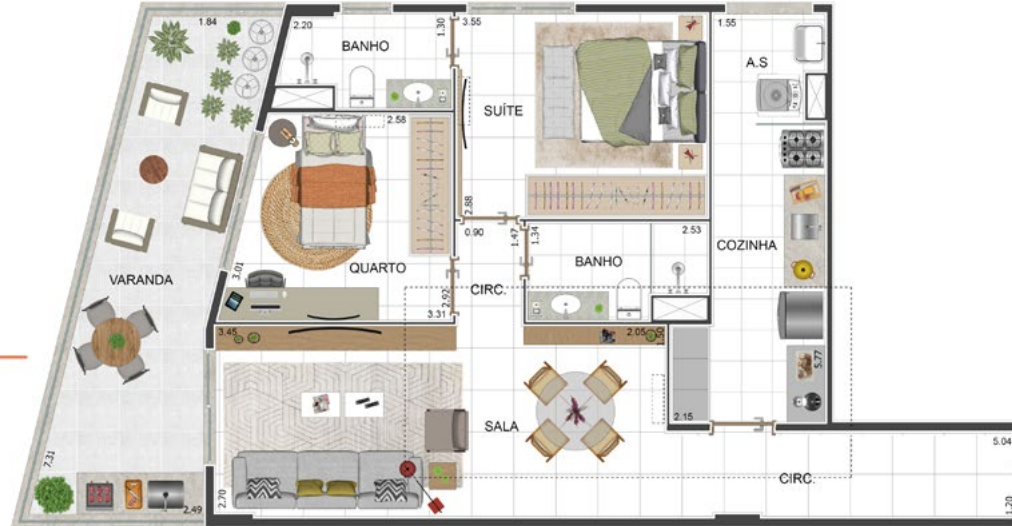 1.84
2.20
BANHO
1.30
3.55
1.55
A.S
SUÍTE
2.58
2.88
0.90
1.47
1.34
2.53
BANHO
COZINHA
QUARTO
3.01
VARANDA
CIRC.
2.92
3.31
3.45
2.05
5.77
2.15
SALA
5.04
CIRC.
7.31
2.49
2.70
1.20